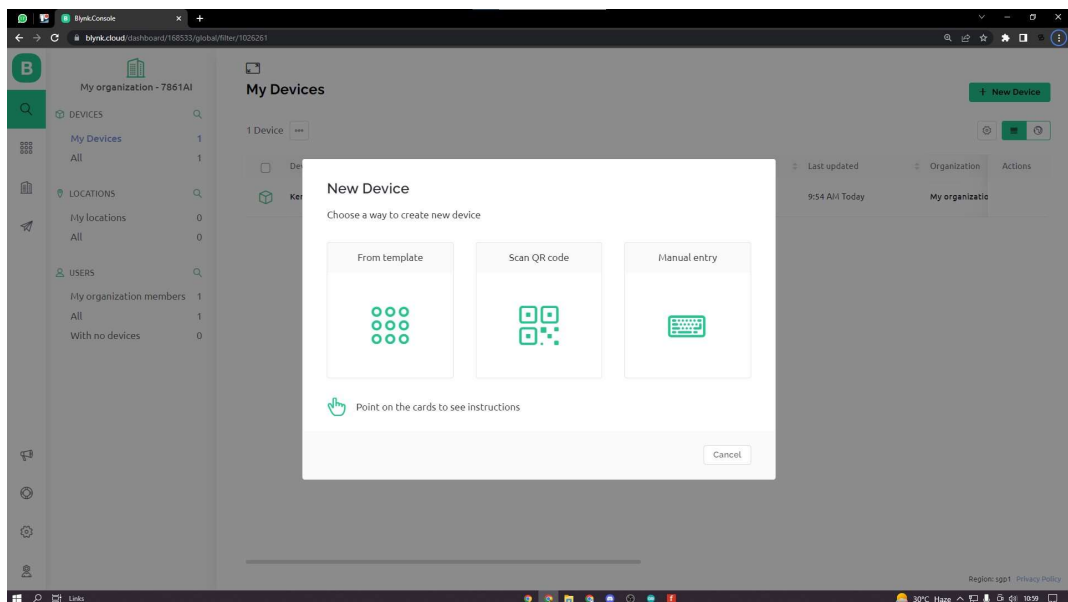 Blynk.Console
blynk.cloud/dashboard/168533/global/filter/1026261
B
My organization - 7861AI
DEVICES
My Devices 1
All 1
LOCATIONS
My locations 0
All 0
USERS
My organization members 1
All 1
With no devices 0
My Devices
+ New Device
1 Device
Last updated
Organization
Actions
9:54 AM Today
My organizatio
New Device
Choose a way to create new device
From template
Scan QR code
Manual entry
Point on the cards to see instructions
Cancel
Region: sgp1 Privacy Policy
Links
30°C Haze
10:59